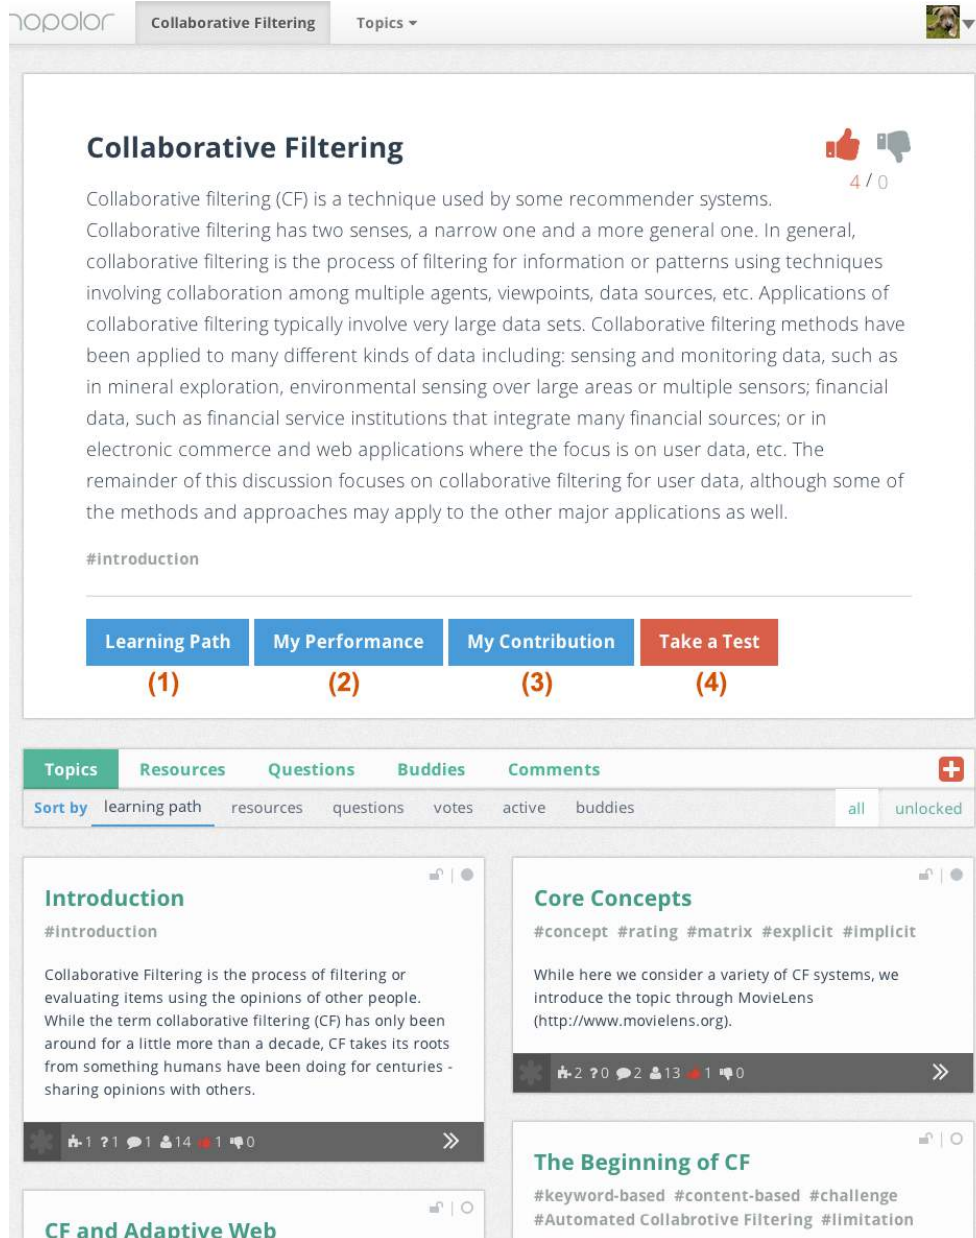 nopolor Collaborative Filtering Topics
Collaborative Filtering
4 / 0
Collaborative filtering (CF) is a technique used by some recommender systems.
Collaborative filtering has two senses, a narrow one and a more general one. In general,
collaborative filtering is the process of filtering for information or patterns using techniques
involving collaboration among multiple agents, viewpoints, data sources, etc. Applications of
collaborative filtering typically involve very large data sets. Collaborative filtering methods have
been applied to many different kinds of data including: sensing and monitoring data, such as
in mineral exploration, environmental sensing over large areas or multiple sensors; financial
data, such as financial service institutions that integrate many financial sources; or in
electronic commerce and web applications where the focus is on user data, etc. The
remainder of this discussion focuses on collaborative filtering for user data, although some of
the methods and approaches may apply to the other major applications as well.
#introduction
Learning Path My Performance My Contribution Take a Test
(1) (2) (3) (4)
Topics Resources Questions Buddies Comments
Sort by learning path resources questions votes active buddies all unlocked
Introduction
#introduction
Collaborative Filtering is the process of filtering or
evaluating items using the opinions of other people.
While the term collaborative filtering (CF) has only been
around for a little more than a decade, CF takes its roots
from something humans have been doing for centuries -
sharing opinions with others.
1 ?1 1 14 1 0
Core Concepts
#concept #rating #matrix #explicit #implicit
While here we consider a variety of CF systems, we
introduce the topic through MovieLens
(http://www.movielens.org).
2 ?0 2 13 1 0
CF and Adaptive Web
The Beginning of CF
#keyword-based #content-based #challenge
#Automated Collabrotive Filtering #limitation